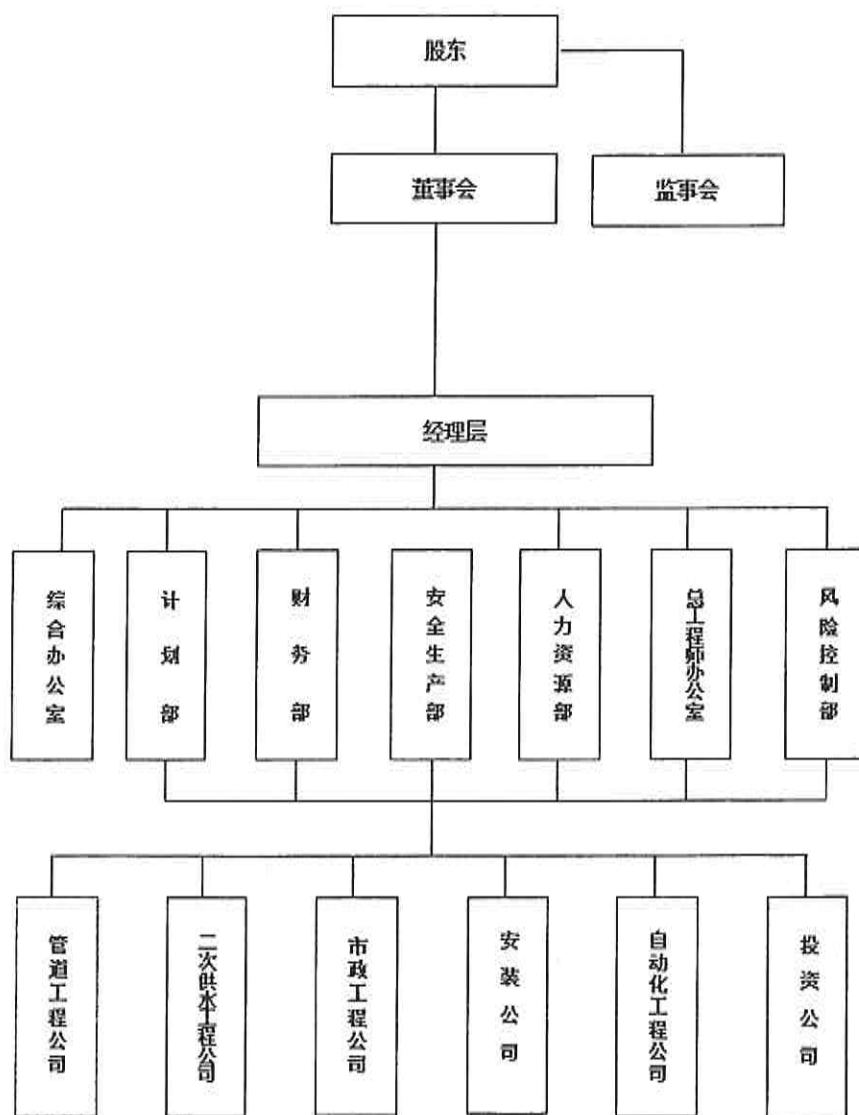 股东
董事会
监事会
经理层
综合办公室
计划部
财务部
安全生产部
人力资源部
总工程师办公室
风险控制部
管道工程公司
二次供水工程公司
市政工程公司
安装公司
自动化工程公司
投资公司